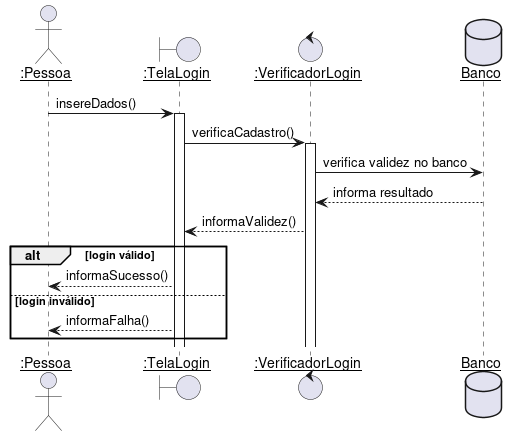 :Pessoa :TelaLogin :VerificadorLogin Banco
insereDados()
verificaCadastro()
verifica validez no banco
informa resultado
informaValidez()
alt [login válido]
informaSucesso()
[login inválido]
informaFalha()
:Pessoa :TelaLogin :VerificadorLogin Banco